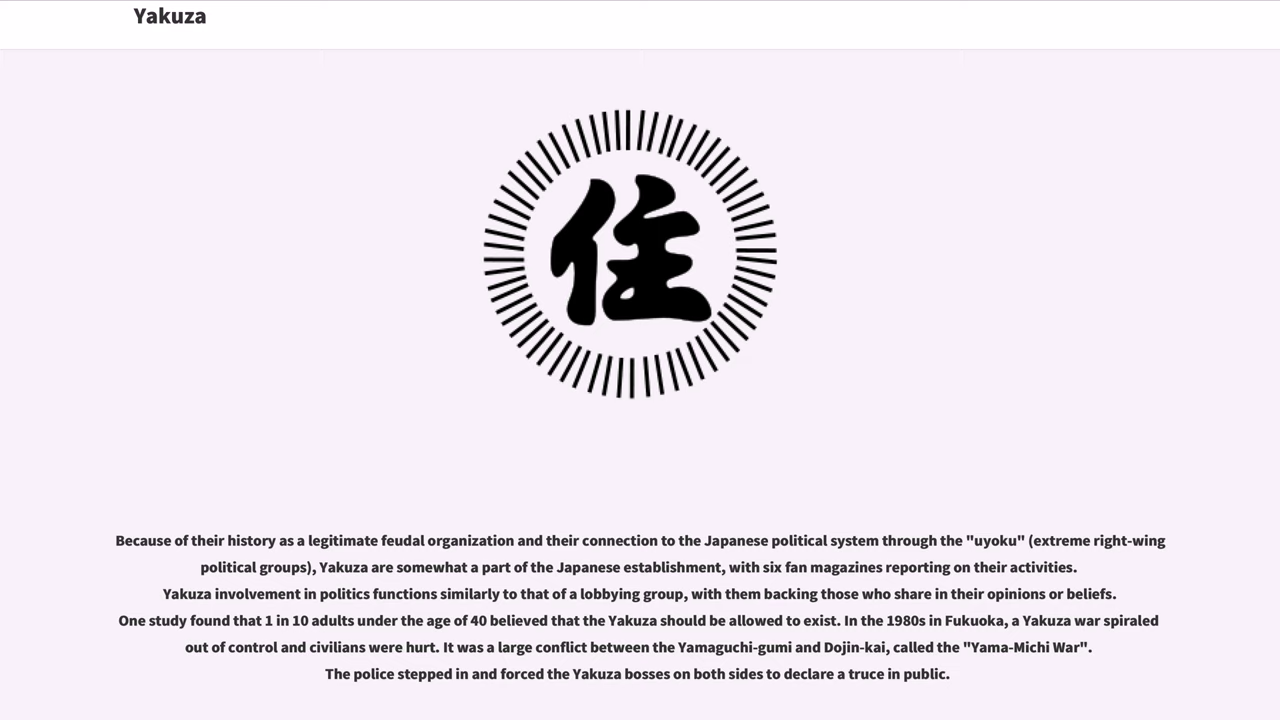 Yakuza
住
Because of their history as a legitimate feudal organization and their connection to the Japanese political system through the "uyoku" (extreme right-wing
political groups), Yakuza are somewhat a part of the Japanese establishment, with six fan magazines reporting on their activities.
Yakuza involvement in politics functions similarly to that of a lobbying group, with them backing those who share in their opinions or beliefs.
One study found that 1 in 10 adults under the age of 40 believed that the Yakuza should be allowed to exist. In the 1980s in Fukuoka, a Yakuza war spiraled
out of control and civilians were hurt. It was a large conflict between the Yamaguchi-gumi and Dojin-kai, called the "Yama-Michi War".
The police stepped in and forced the Yakuza bosses on both sides to declare a truce in public.